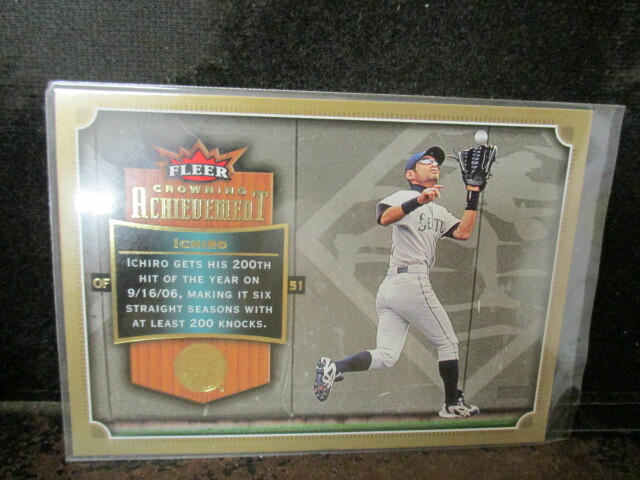 FLEER
CROWNING
ACHIEVEMENT
ICHIRO
ICHIRO GETS HIS 200TH
HIT OF THE YEAR ON
OF 9/16/06, MAKING IT SIX 51
STRAIGHT SEASONS WITH
AT LEAST 200 KNOCKS.